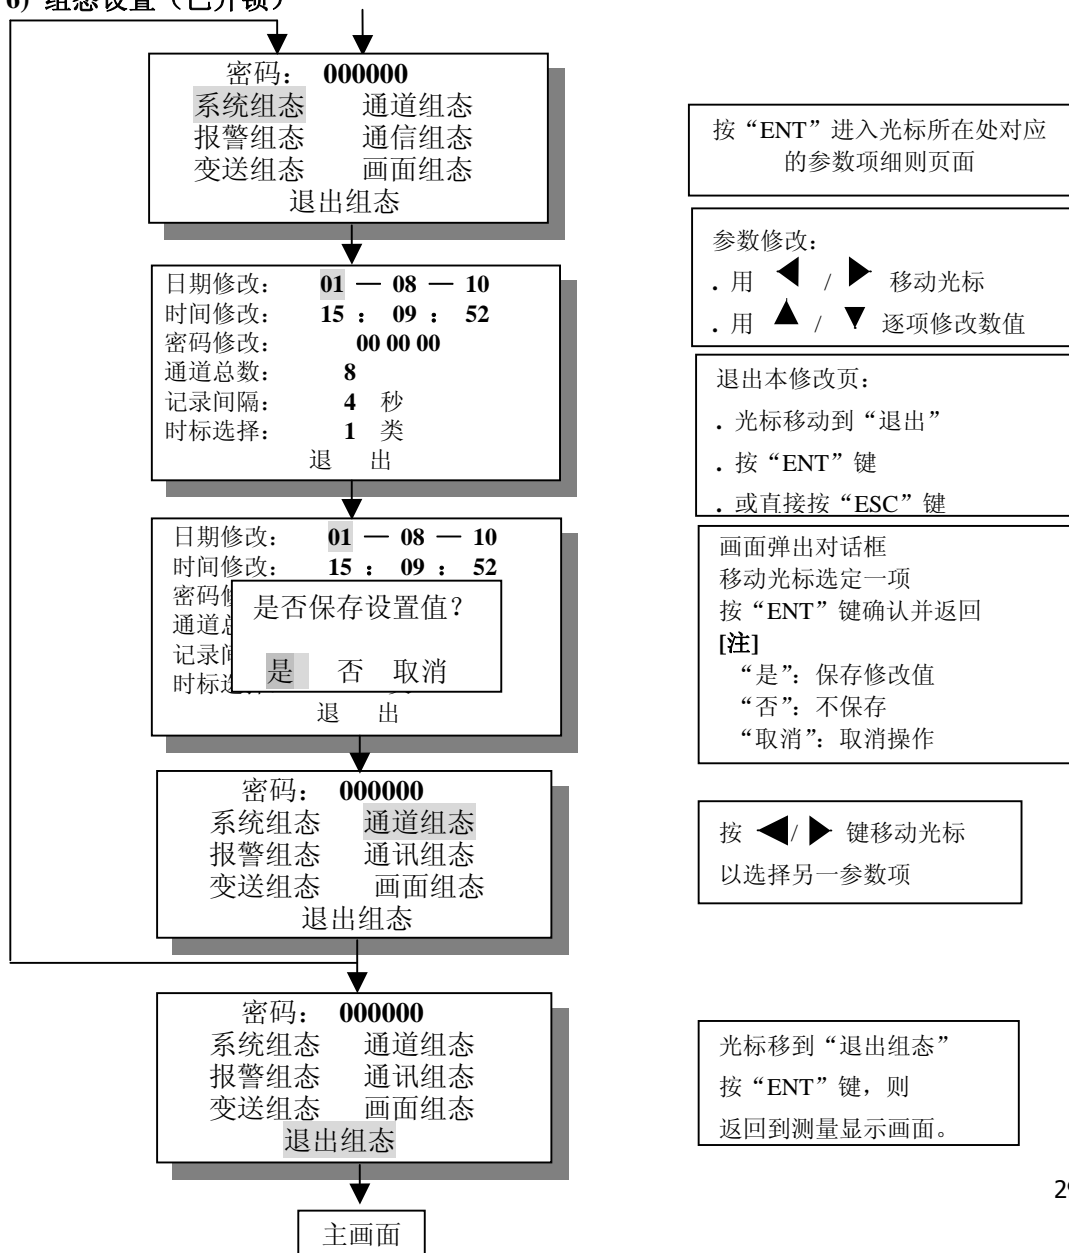 6) 组态设置（已开锁）
密码： 000000
系统组态 通道组态
报警组态 通信组态
变送组态 画面组态
退出组态
按“ENT”进入光标所在处对应
的参数项细则页面
日期修改： 01 — 08 — 10
时间修改： 15 ： 09 ： 52
密码修改： 00 00 00
通道总数： 8
记录间隔： 4 秒
时标选择： 1 类
退 出
参数修改：
. 用 ◀ / ▶ 移动光标
. 用 ▲ / ▼ 逐项修改数值
退出本修改页：
. 光标移动到“退出”
. 按“ENT”键
. 或直接按“ESC”键
日期修改： 01 — 08 — 10
时间修改： 15 ： 09 ： 52
密码修
通道总
记录间
时标选
是否保存设置值？
是 否 取消
退 出
画面弹出对话框
移动光标选定一项
按“ENT”键确认并返回
[注]
“是”：保存修改值
“否”：不保存
“取消”：取消操作
密码： 000000
系统组态 通道组态
报警组态 通讯组态
变送组态 画面组态
退出组态
按 ◀/ ▶ 键移动光标
以选择另一参数项
密码： 000000
系统组态 通道组态
报警组态 通讯组态
变送组态 画面组态
退出组态
光标移到“退出组态”
按“ENT”键，则
返回到测量显示画面。
主画面